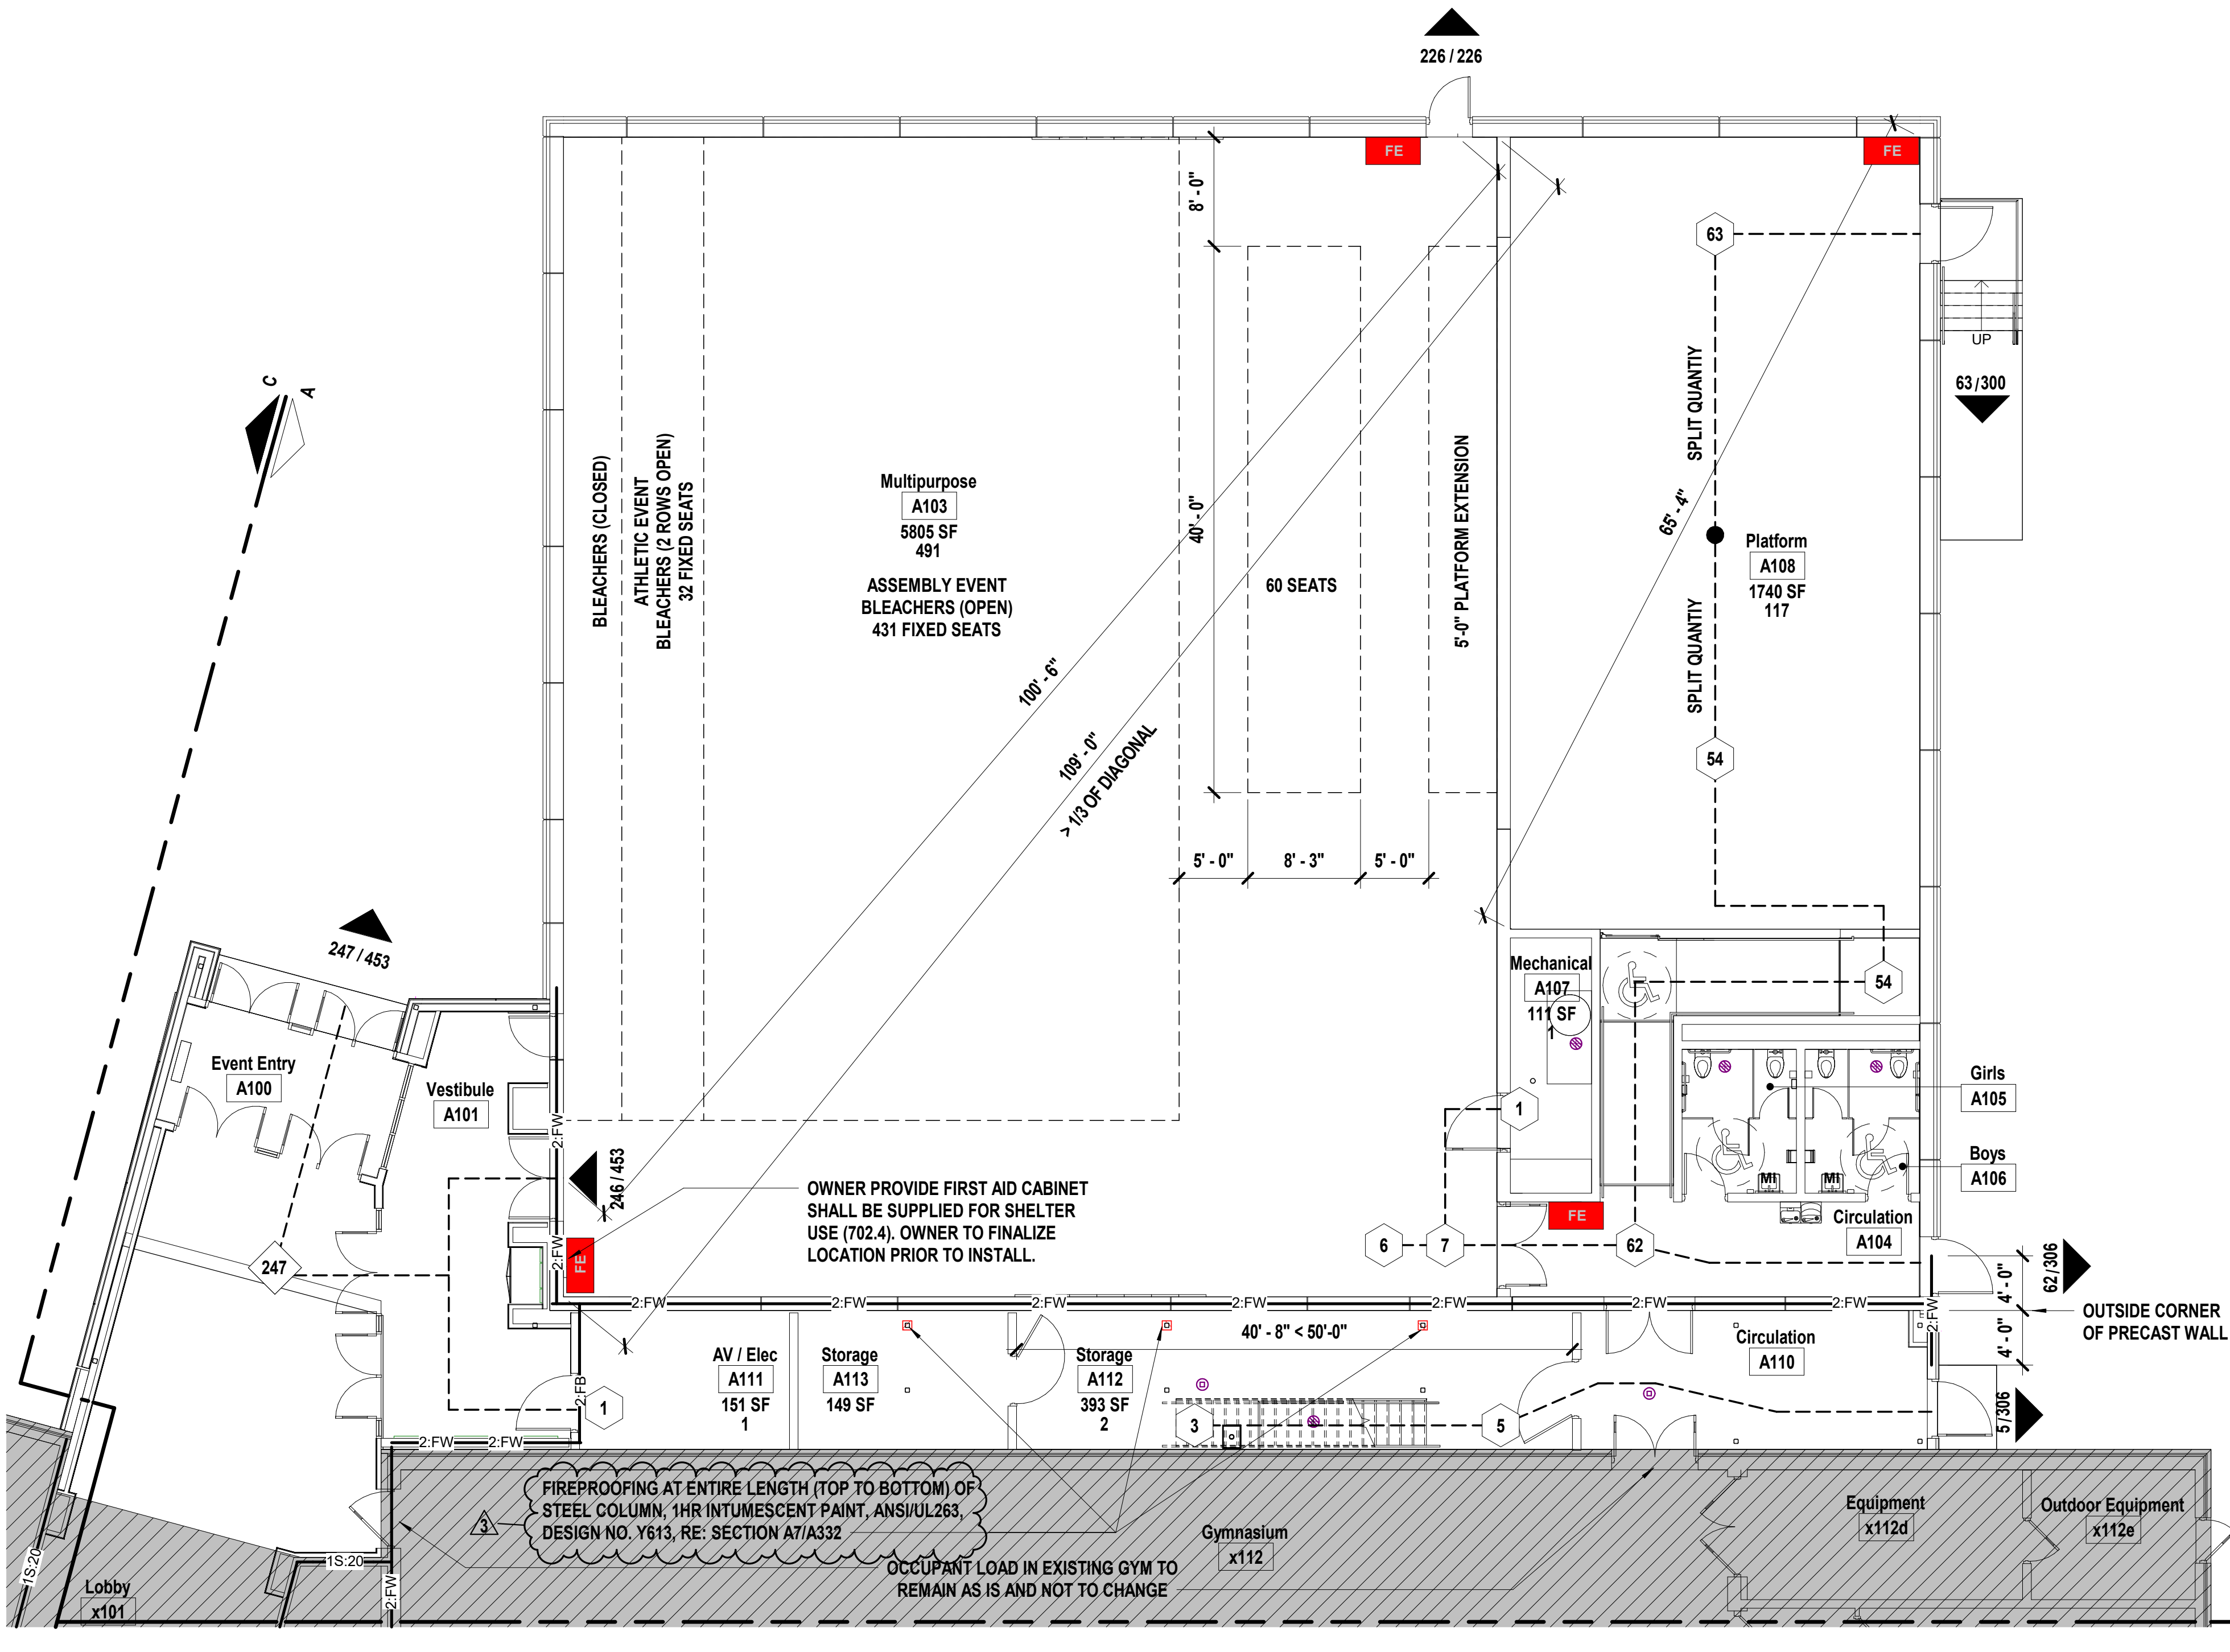 226 / 226
FE
FE
8' - 0"
63
SPLIT QUANTIY
UP
63 / 300
C
A
BLEACHERS (CLOSED)
ATHLETIC EVENT
BLEACHERS (2 ROWS OPEN)
32 FIXED SEATS
Multipurpose
A103
5805 SF
491
ASSEMBLY EVENT
BLEACHERS (OPEN)
431 FIXED SEATS
40' - 0"
60 SEATS
5'-0" PLATFORM EXTENSION
65' - 4"
Platform
A108
1740 SF
117
SPLIT QUANTIY
54
100' - 6"
109' - 0"
> 1/3 OF DIAGONAL
5' - 0"
8' - 3"
5' - 0"
247 / 453
Mechanical
A107
111 SF
1
54
Event Entry
A100
Vestibule
A101
2:FW
1
Girls
A105
Boys
A106
MI
MI
246 / 453
OWNER PROVIDE FIRST AID CABINET
SHALL BE SUPPLIED FOR SHELTER
USE (702.4). OWNER TO FINALIZE
LOCATION PRIOR TO INSTALL.
FE
Circulation
A104
247
2:FW
FE
6
7
62
62 / 306
4' - 0"
2:FW
2:FW
2:FW
2:FW
2:FW
2:FW
2:FW
2:FW
OUTSIDE CORNER
OF PRECAST WALL
4' - 0"
40' - 8" < 50'-0"
AV / Elec
A111
151 SF
1
Storage
A113
149 SF
Storage
A112
393 SF
2
Circulation
A110
2:FB
1
3
5
5 / 306
2:FW
2:FW
FIREPROOFING AT ENTIRE LENGTH (TOP TO BOTTOM) OF
STEEL COLUMN, 1HR INTUMESCENT PAINT, ANSI/UL263,
DESIGN NO. Y613, RE: SECTION A7/A332
3
Gymnasium
x112
Equipment
x112d
Outdoor Equipment
x112e
OCCUPANT LOAD IN EXISTING GYM TO
REMAIN AS IS AND NOT TO CHANGE
1S:20
1S:20
2:FW
Lobby
x101